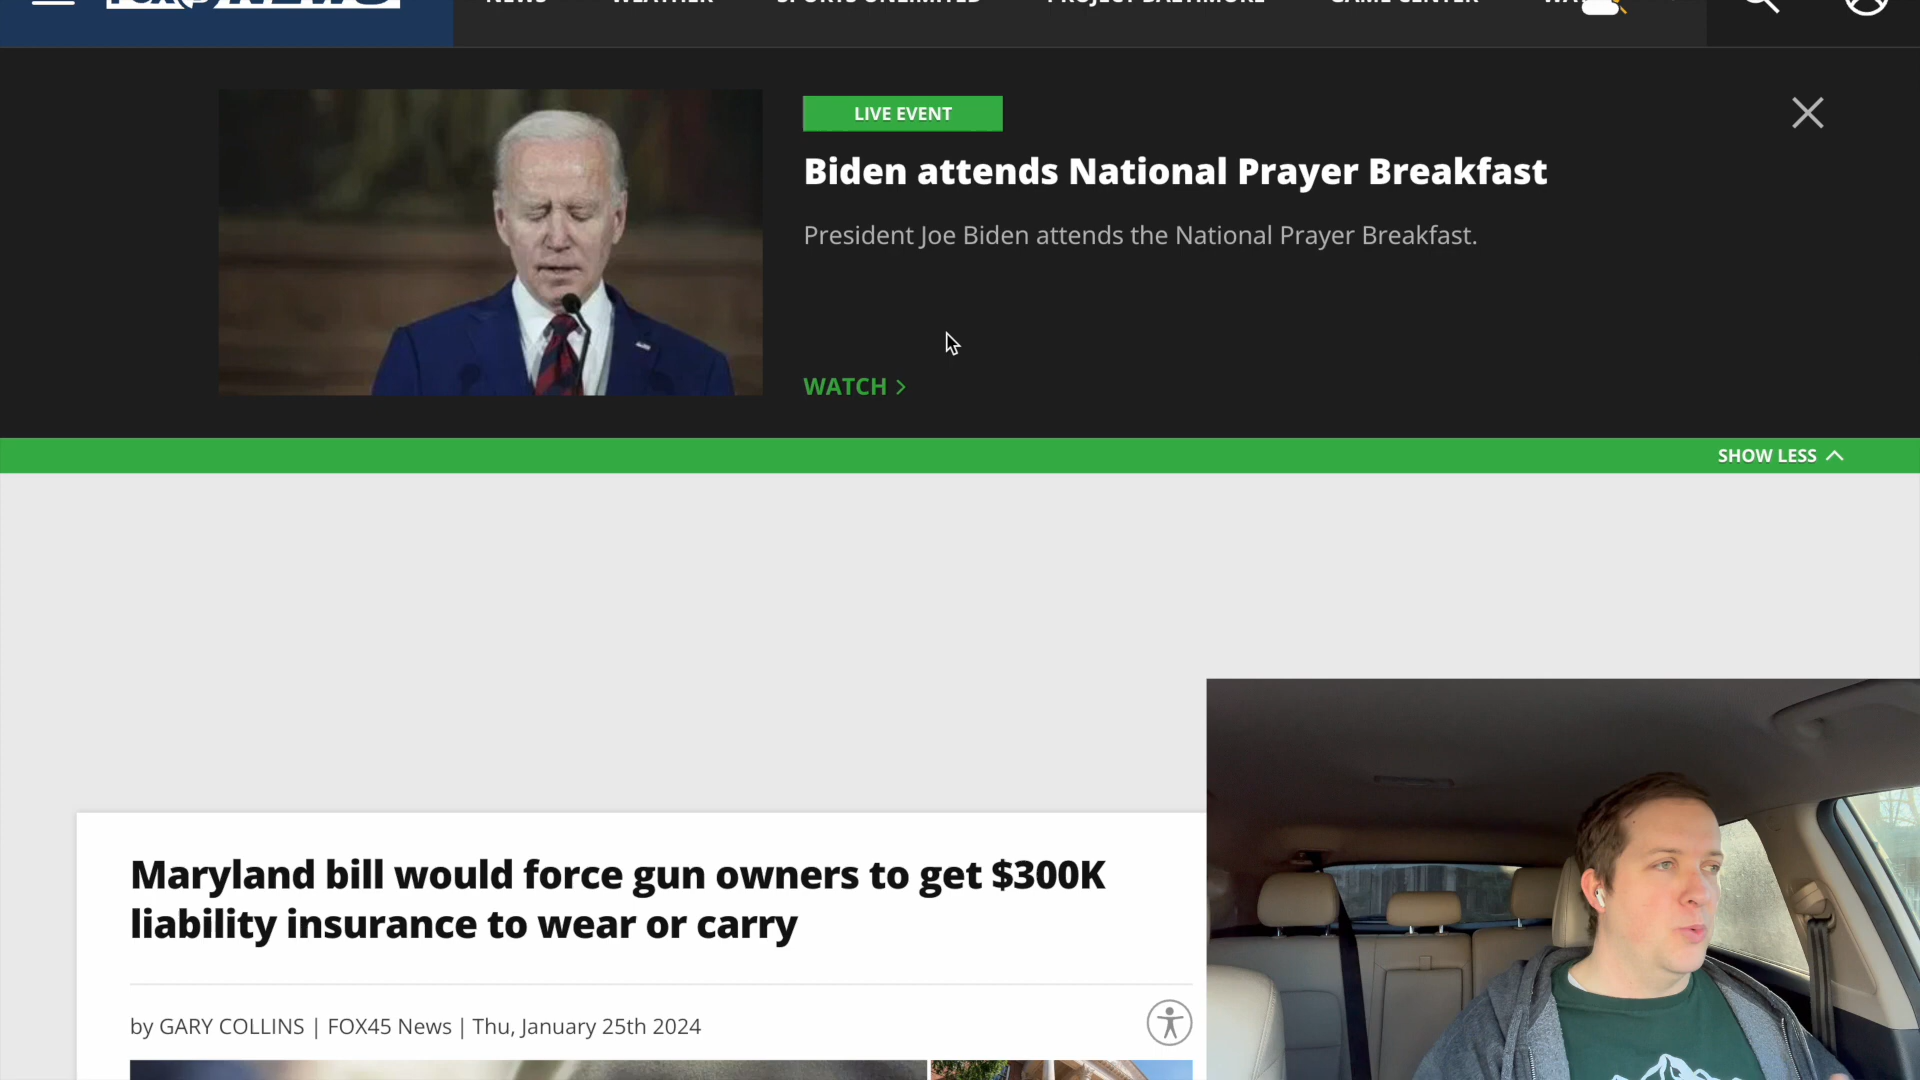 FOX45 NEWS
NEWS WEATHER SPORTS UNLIMITED PROJECT BALTIMORE GAME CENTER
LIVE EVENT
Biden attends National Prayer Breakfast
President Joe Biden attends the National Prayer Breakfast.
WATCH >
SHOW LESS
Maryland bill would force gun owners to get $300K
liability insurance to wear or carry
by GARY COLLINS | FOX45 News | Thu, January 25th 2024